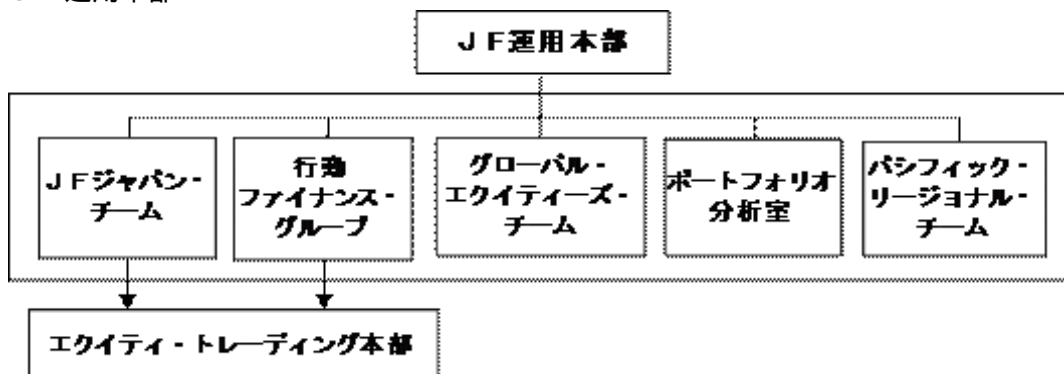 ＪＦ運用本部
ＪＦジャパン・
チーム
行動
ファイナンス・
グループ
グローバル・
エクイティーズ・
チーム
ポートフォリオ
分析室
パシフィック・
リージョナル・
チーム
エクイティ・トレーディング本部